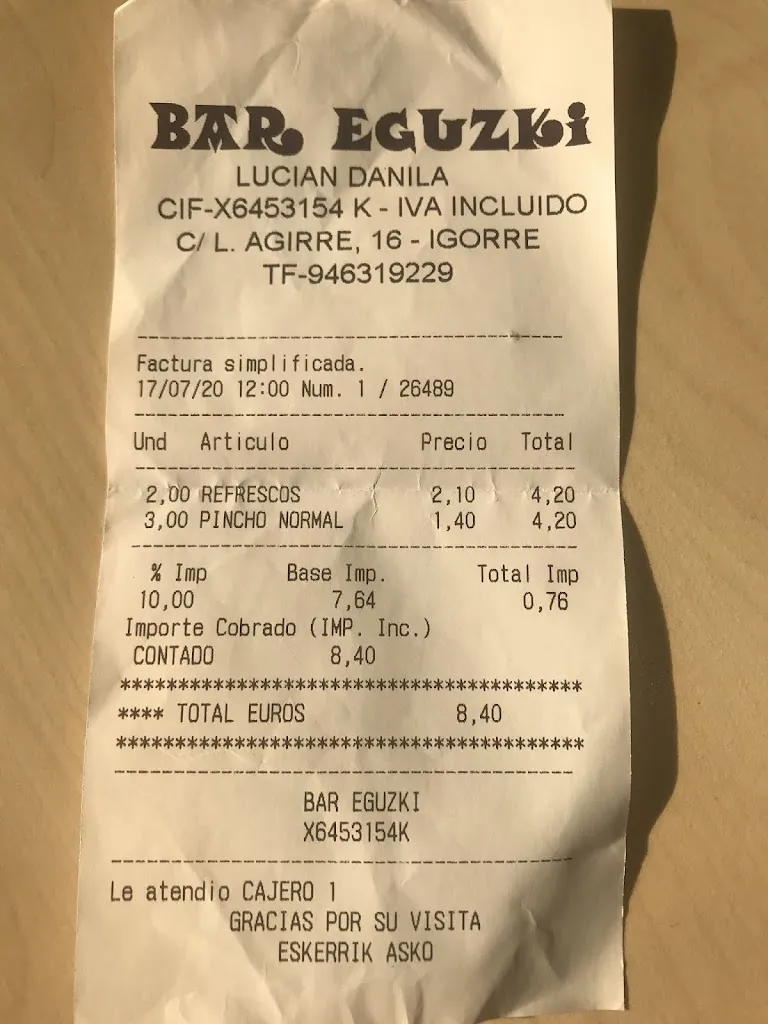 BAR EGUZKi
LUCIAN DANILA
CIF-X6453154 K - IVA INCLUIDO
C/ L. AGIRRE, 16 - IGORRE
TF-946319229
Factura simplificada.
17/07/20 12:00 Num. 1 / 26489
Und Articulo Precio Total
2,00 REFRESCOS 2,10 4,20
3,00 PINCHO NORMAL 1,40 4,20
% Imp Base Imp. Total Imp
10,00 7,64 0,76
Importe Cobrado (IMP. Inc.)
CONTADO 8,40
****************************************
**** TOTAL EUROS 8,40
****************************************
BAR EGUZKI
X6453154K
Le atendio CAJERO 1
GRACIAS POR SU VISITA
ESKERRIK ASKO